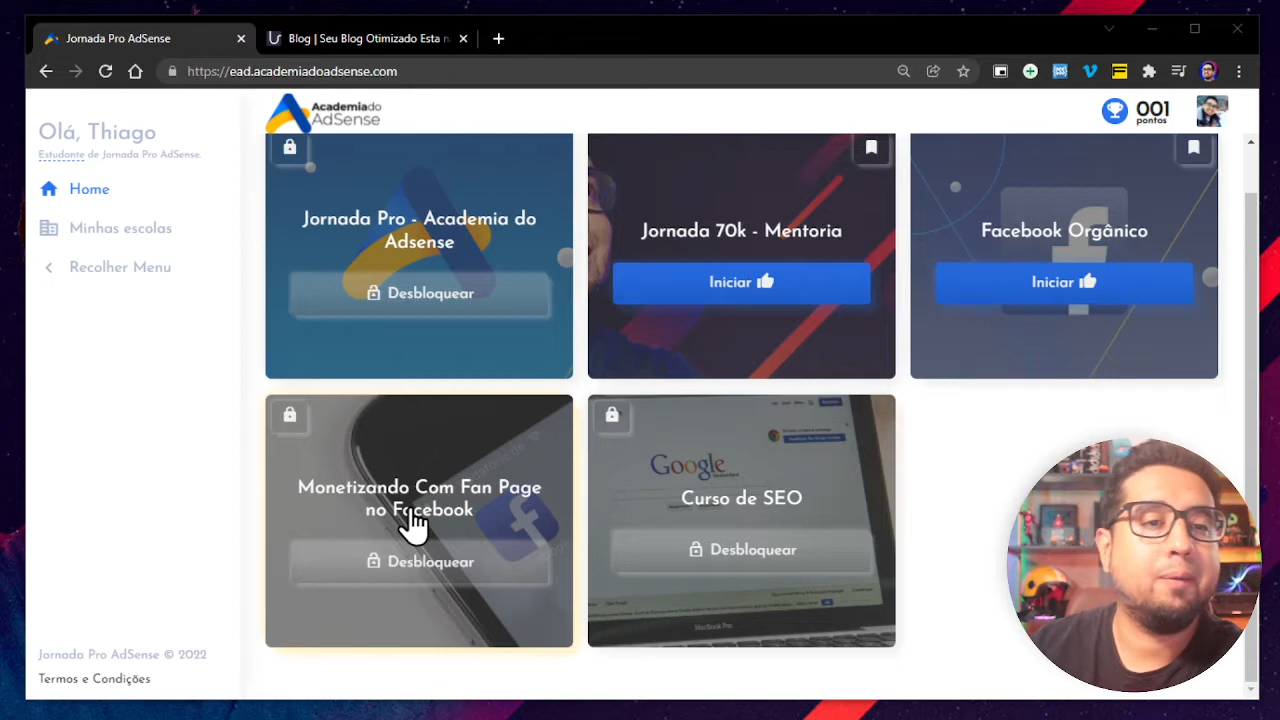 Jornada Pro AdSense
Blog | Seu Blog Otimizado Esta n
https://ead.academiadoadsense.com
Olá, Thiago
Estudante de Jornada Pro AdSense.
Home
Minhas escolas
Recolher Menu
Academiado
AdSense
001
pontos
Jornada Pro - Academia do
Adsense
Desbloquear
Jornada 70k - Mentoria
Iniciar
Facebook Orgânico
Iniciar
Monetizando Com Fan Page
no Facebook
Desbloquear
Google
Curso de SEO
Desbloquear
MacBook Pro
Jornada Pro AdSense © 2022
Termos e Condições